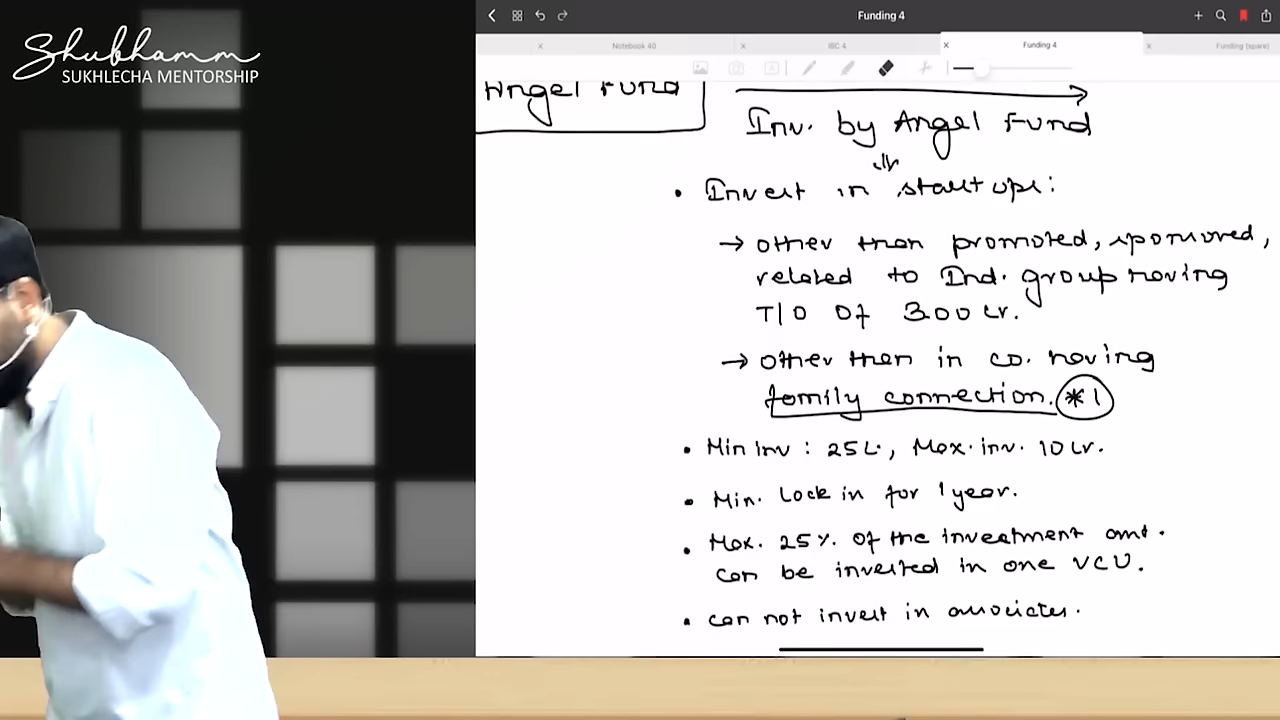 Shubhamm
SUKHLECHA MENTORSHIP
Funding 4
Notebook 40
IBC 4
Funding 4
Funding (spare)
Angel Fund
Inv. by Angel Fund
• Invest in startups:
→ other than promoted, sponsored,
related to Ind. group having
T/O of 300 cr.
→ other than in co. having
family connection. *1
• Min Inv : 25L., Max. inv. 10 cr.
• Min. Lock in for 1 year.
• Max. 25% of the investment amt.
can be invested in one VCU.
• can not invest in associates.